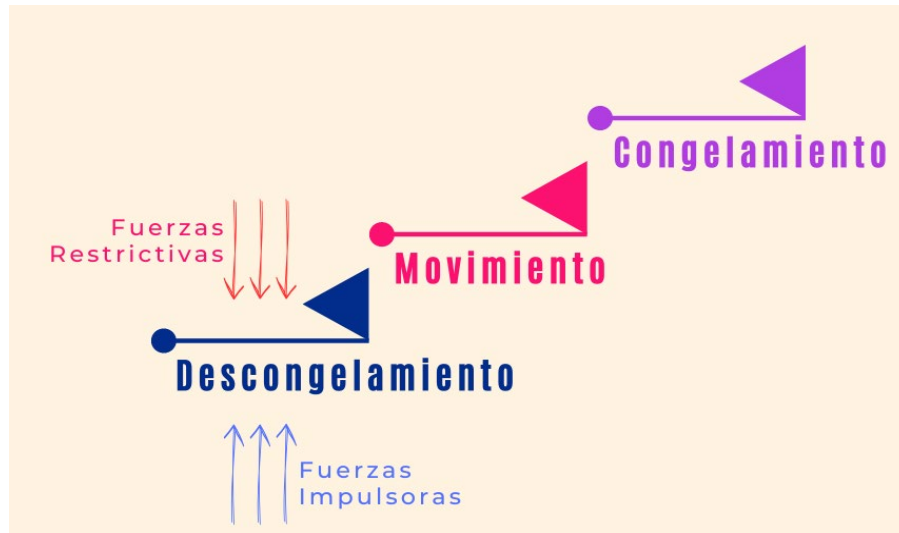 Congelamiento
Fuerzas
Restrictivas
Movimiento
Descongelamiento
Fuerzas
Impulsoras